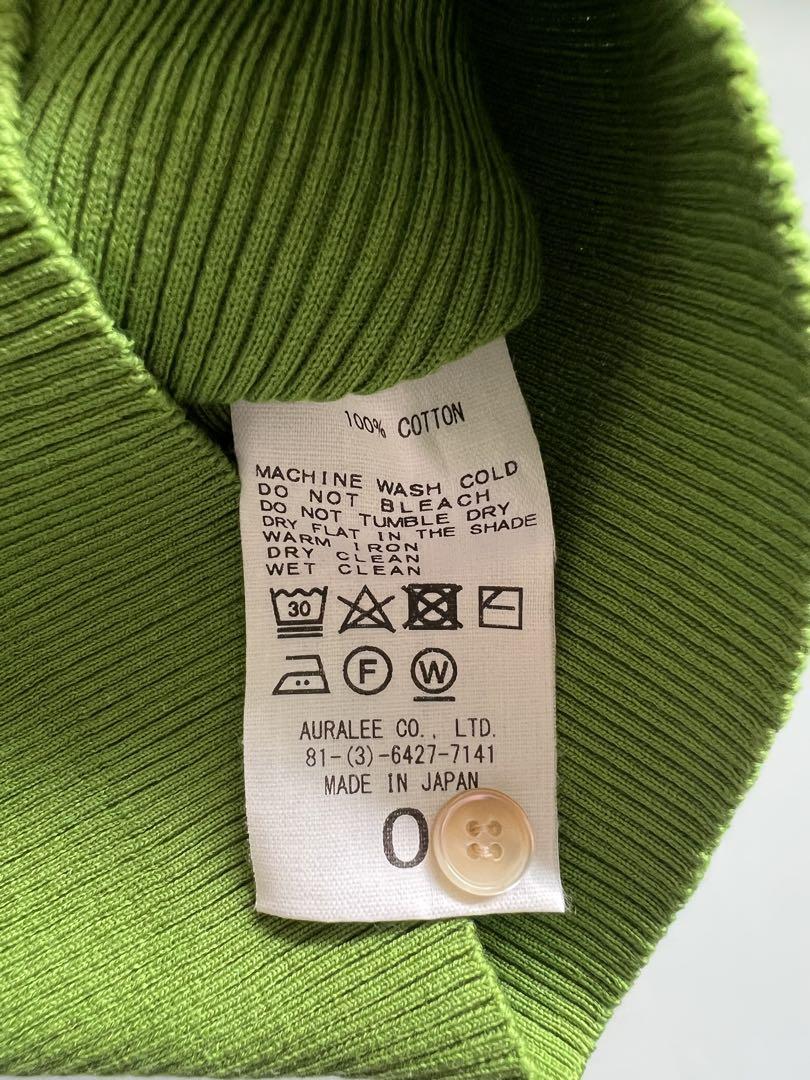 100% COTTON
MACHINE WASH COLD
DO NOT BLEACH
DO NOT TUMBLE DRY
DRY FLAT IN THE SHADE
WARM IRON
DRY CLEAN
WET CLEAN
30
F W
AURALEE CO., LTD.
81-(3)-6427-7141
MADE IN JAPAN
0